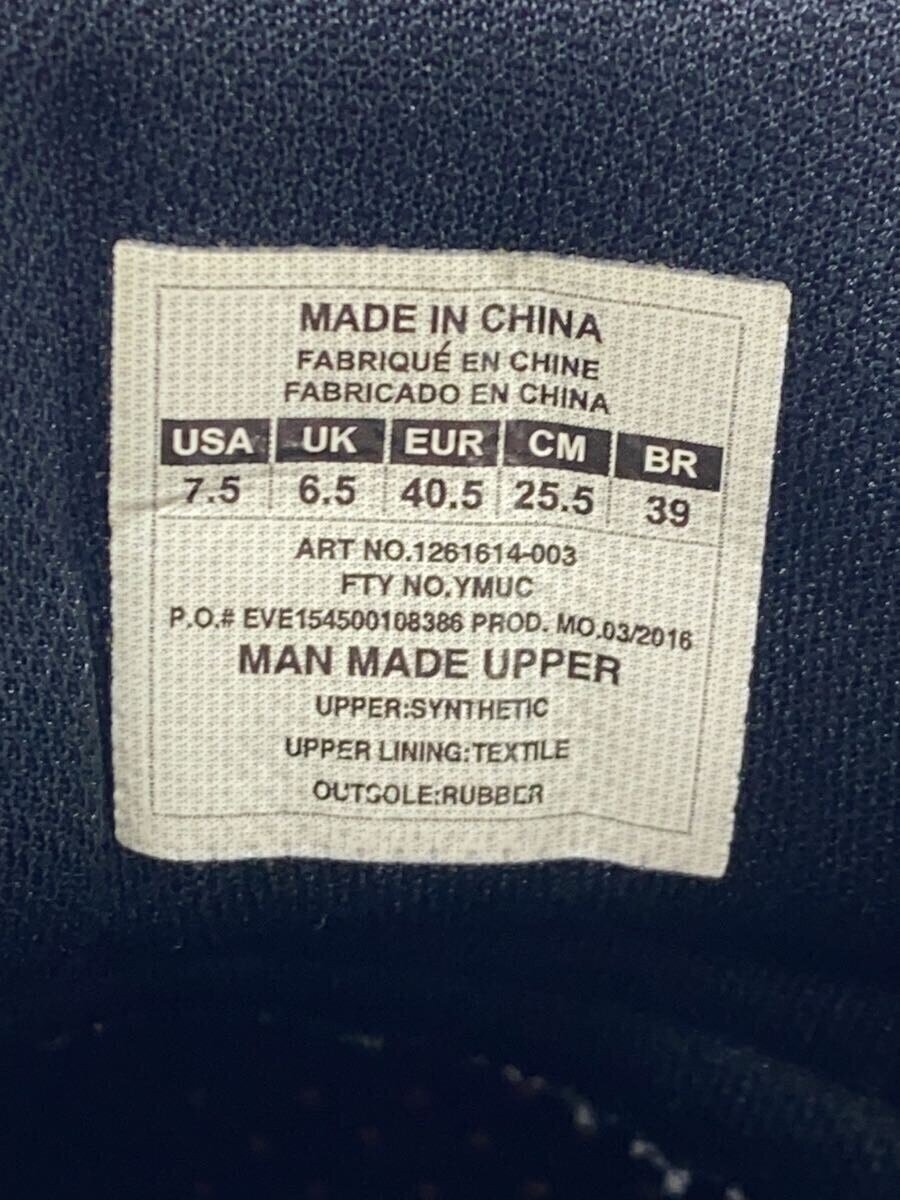 MADE IN CHINA
FABRIQUÉ EN CHINE
FABRICADO EN CHINA
USA UK EUR CM BR
7.5 6.5 40.5 25.5 39
ART NO.1261614-003
FTY NO.YMUC
P.O.# EVE154500108386 PROD. MO.03/2016
MAN MADE UPPER
UPPER:SYNTHETIC
UPPER LINING:TEXTILE
OUTSOLE:RUBBER